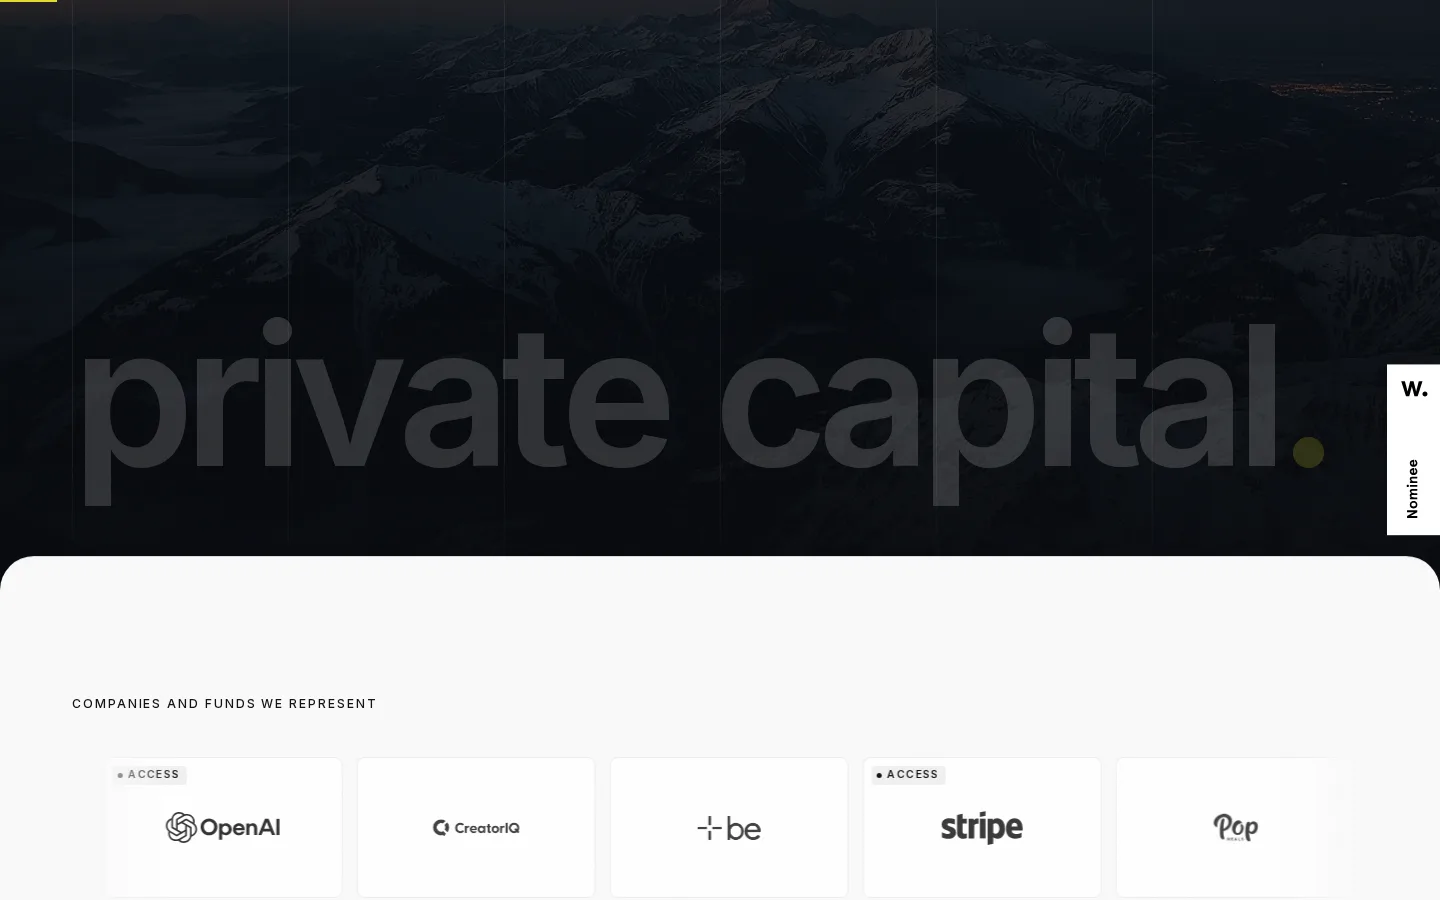 private capital.
W.
Nominee
COMPANIES AND FUNDS WE REPRESENT
ACCESS
OpenAI
CreatorIQ
be
ACCESS
stripe
Pop